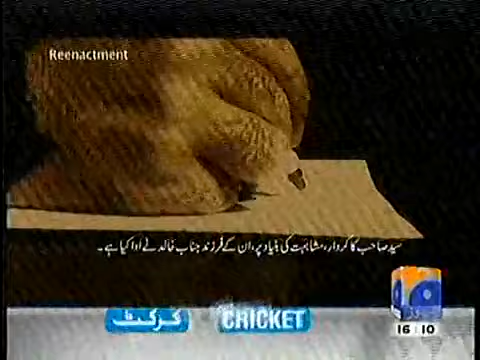 Reenactment
سید صاحب کا کردار، مشابہت کی بنیاد پر، ان کے فرزند جناب خالد نے ادا کیا ہے۔
کرکٹ CRICKET
16:10